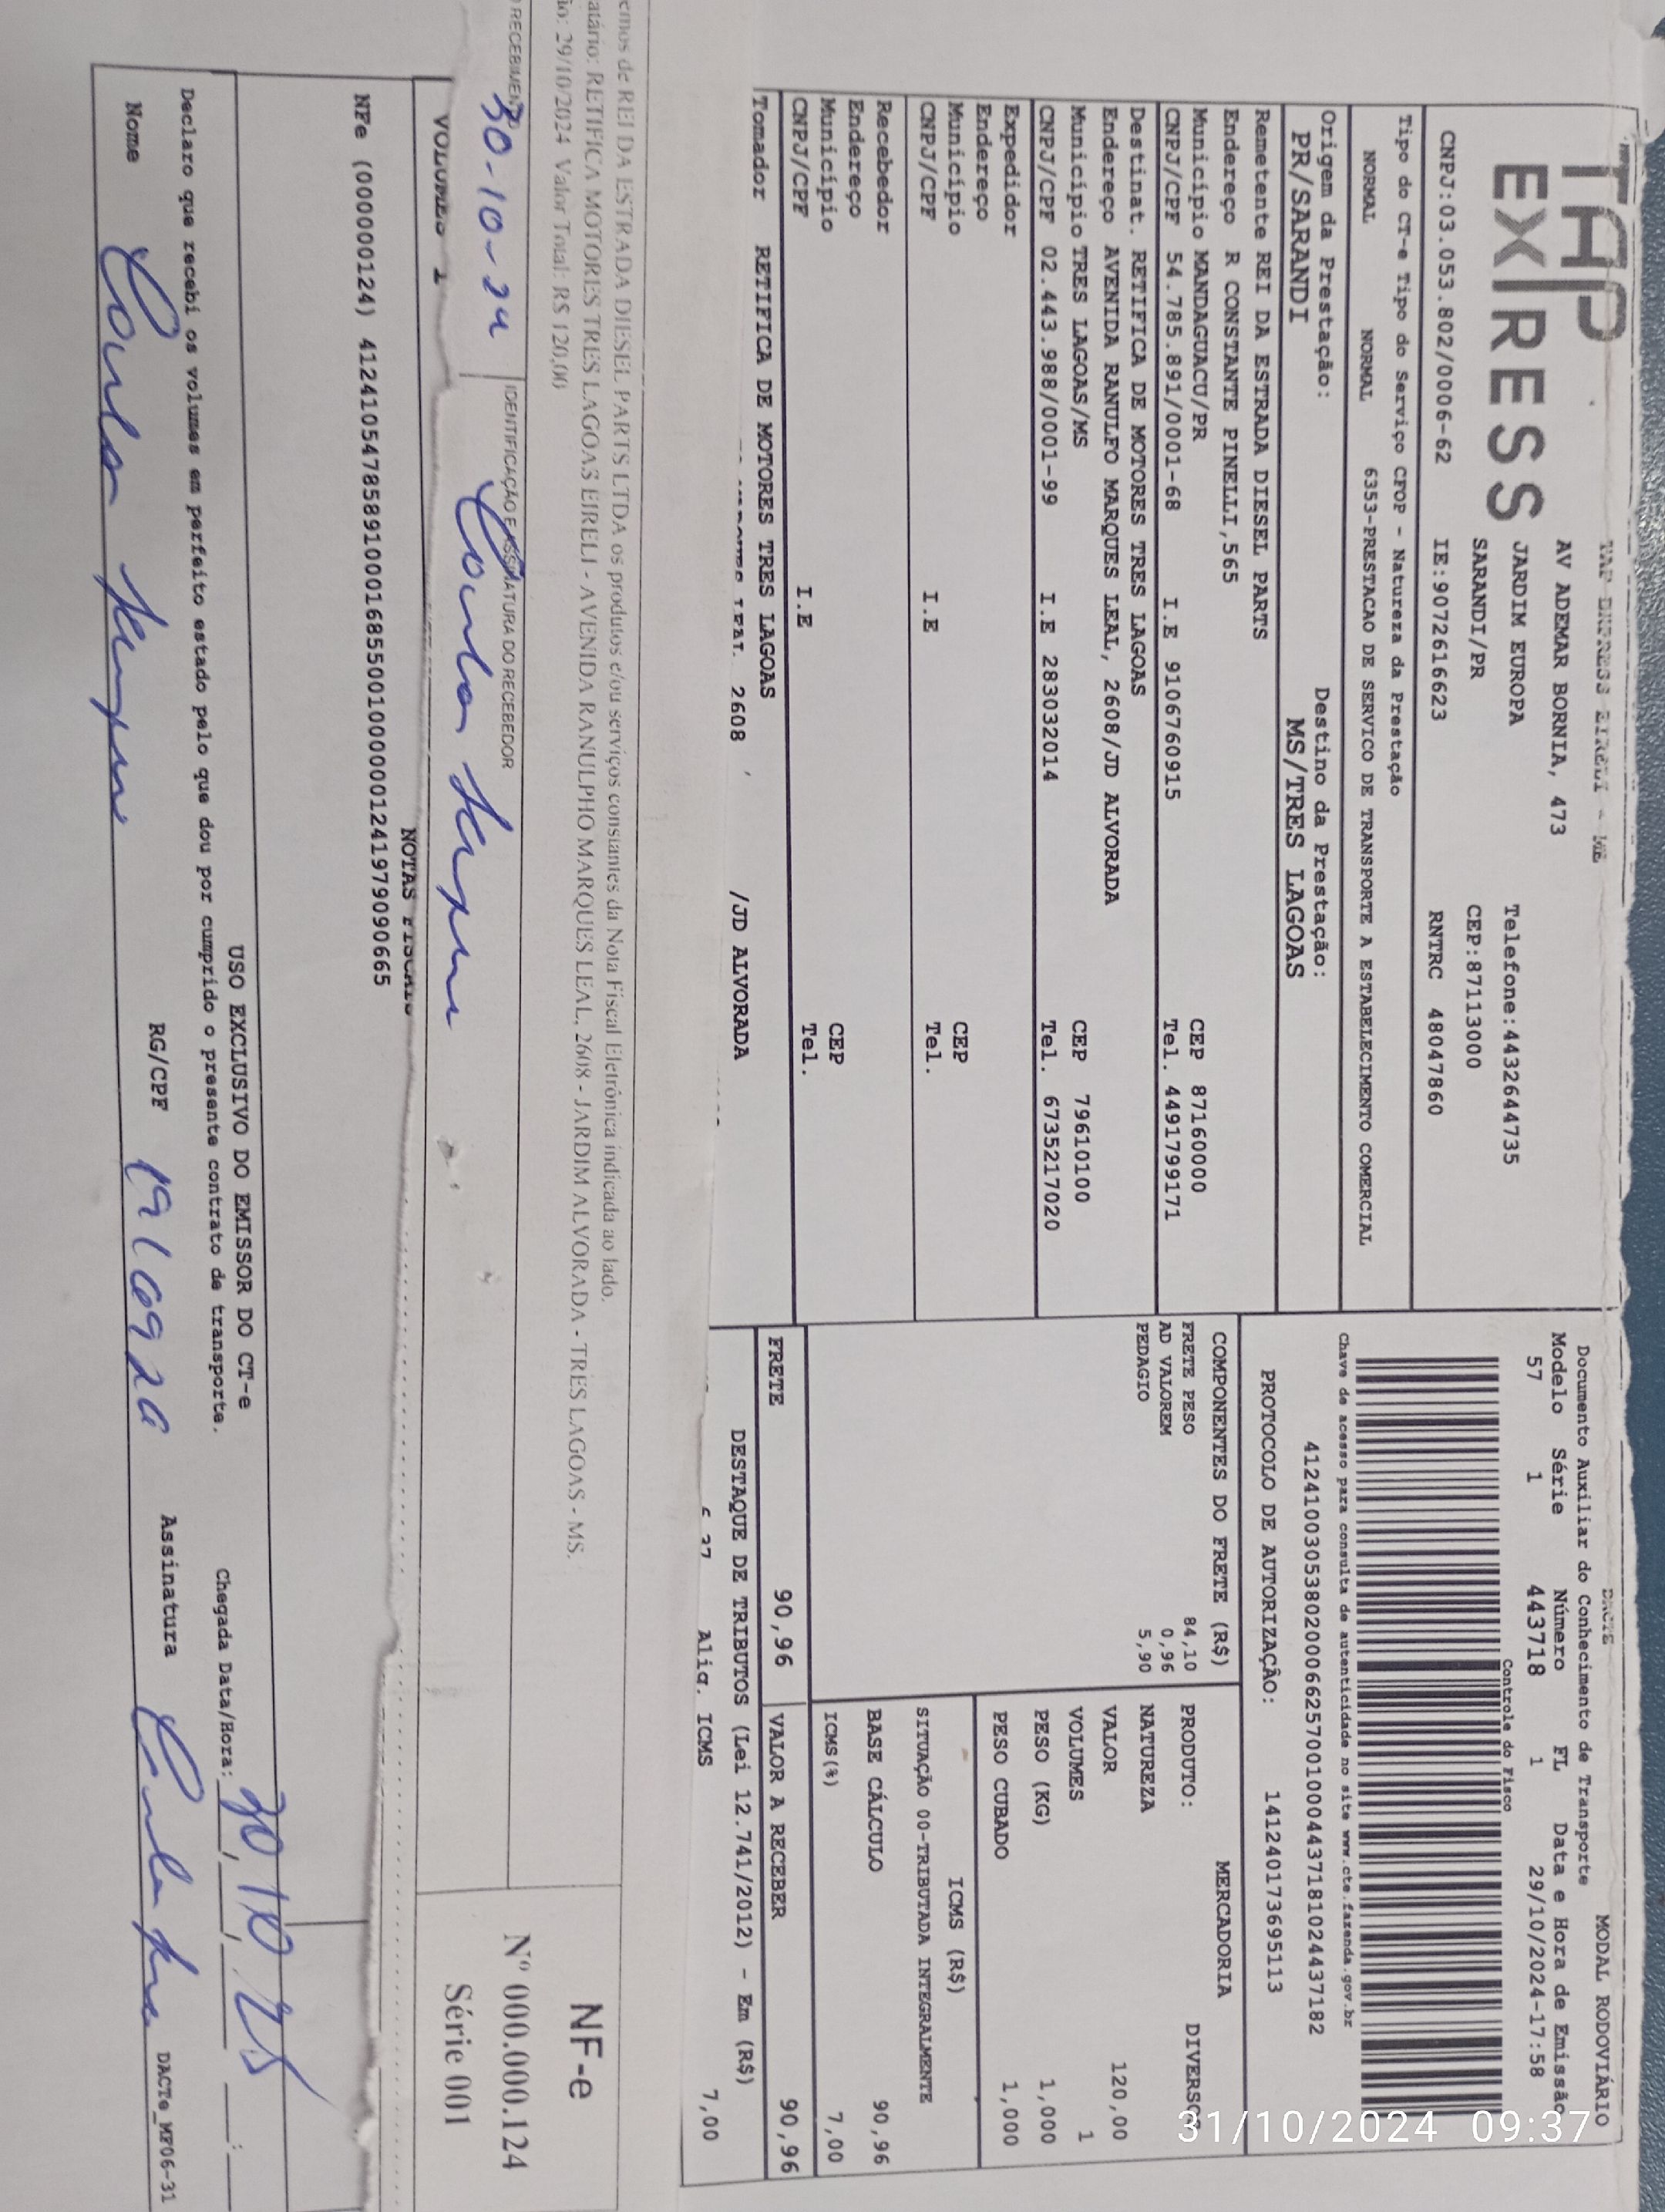 TAP
EXPRESS
AV ADEMAR BORNIA, 473
JARDIM EUROPA
Telefone:4432644735
SARANDI/PR
CEP:87113000
CNPJ:03.053.802/0006-62 IE:9072616623 RNTRC 48047860
Tipo do CT-e Tipo do Serviço CFOP - Natureza da Prestação
NORMAL NORMAL 6353-PRESTACAO DE SERVICO DE TRANSPORTE A ESTABELECIMENTO COMERCIAL
Origem da Prestação: Destino da Prestação:
PR/SARANDI MS/TRES LAGOAS
Remetente REI DA ESTRADA DIESEL PARTS
Endereço R CONSTANTE PINELLI,565
Município MANDAGUACU/PR CEP 87160000
CNPJ/CPF 54.785.891/0001-68 I.E 9106760915 Tel. 4491799171
Destinat. RETIFICA DE MOTORES TRES LAGOAS
Endereço AVENIDA RANULFO MARQUES LEAL, 2608/JD ALVORADA
Município TRES LAGOAS/MS CEP 79610100
CNPJ/CPF 02.443.988/0001-99 I.E 283032014 Tel. 6735217020
Expedidor
Endereço
Município CEP
CNPJ/CPF I.E Tel.
Recebedor
Endereço
Município CEP
CNPJ/CPF I.E Tel.
Tomador RETIFICA DE MOTORES TRES LAGOAS
2608 /JD ALVORADA
MODAL RODOVIÁRIO
Documento Auxiliar do Conhecimento de Transporte
Modelo Série Número FL Data e Hora de Emissão
57 1 443718 1 29/10/2024-17:58
Controle do Fisco
Chave de acesso para consulta de autenticidade no site www.cte.fazenda.gov.br
41241003053802000662570010004437181024437182
PROTOCOLO DE AUTORIZAÇÃO: 141240173695113
COMPONENTES DO FRETE (R$)
FRETE PESO 84,10
AD VALOREM 0,96
PEDAGIO 5,90
MERCADORIA
PRODUTO: DIVERSO
NATUREZA
VALOR 120,00
VOLUMES 1
PESO (KG) 1,000
PESO CUBADO 1,000
ICMS (R$)
SITUAÇÃO 00-TRIBUTADA INTEGRALMENTE
BASE CÁLCULO 90,96
ICMS(%) 7,00
FRETE 90,96 VALOR A RECEBER 90,96
DESTAQUE DE TRIBUTOS (Lei 12.741/2012) - Em (R$)
Aliq. ICMS 7,00
emos de REI DA ESTRADA DIESEL PARTS LTDA os produtos e/ou serviços constantes da Nota Fiscal Eletrônica indicada ao lado.
atário: RETIFICA MOTORES TRES LAGOAS EIRELI - AVENIDA RANULPHO MARQUES LEAL, 2608 - JARDIM ALVORADA - TRES LAGOAS - MS.
io: 29/10/2024 Valor Total: R$ 120,00
RECEBIMENTO IDENTIFICAÇÃO E ASSINATURA DO RECEBEDOR
30-10-24
NF-e
Nº 000.000.124
Série 001
VOLUMES 1
NOTAS FISCAIS
NFe (000000124) 41241054785891000168550010000001241979090665
USO EXCLUSIVO DO EMISSOR DO CT-e
Declaro que recebi os volumes em perfeito estado pelo que dou por cumprido o presente contrato de transporte.
Chegada Data/Hora:
Nome RG/CPF Assinatura
DACTe_MF06-31
31/10/2024 09:37